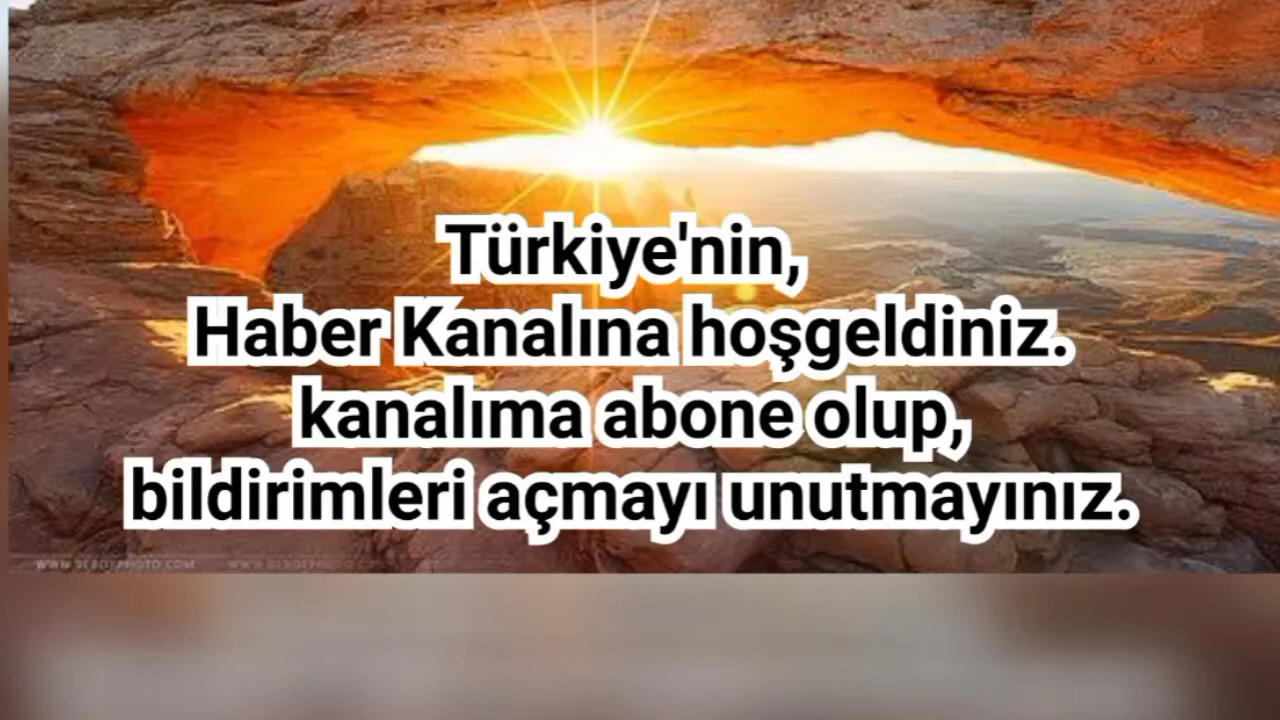 Türkiye'nin,
Haber Kanalına hoşgeldiniz.
kanalıma abone olup,
bildirimleri açmayı unutmayınız.